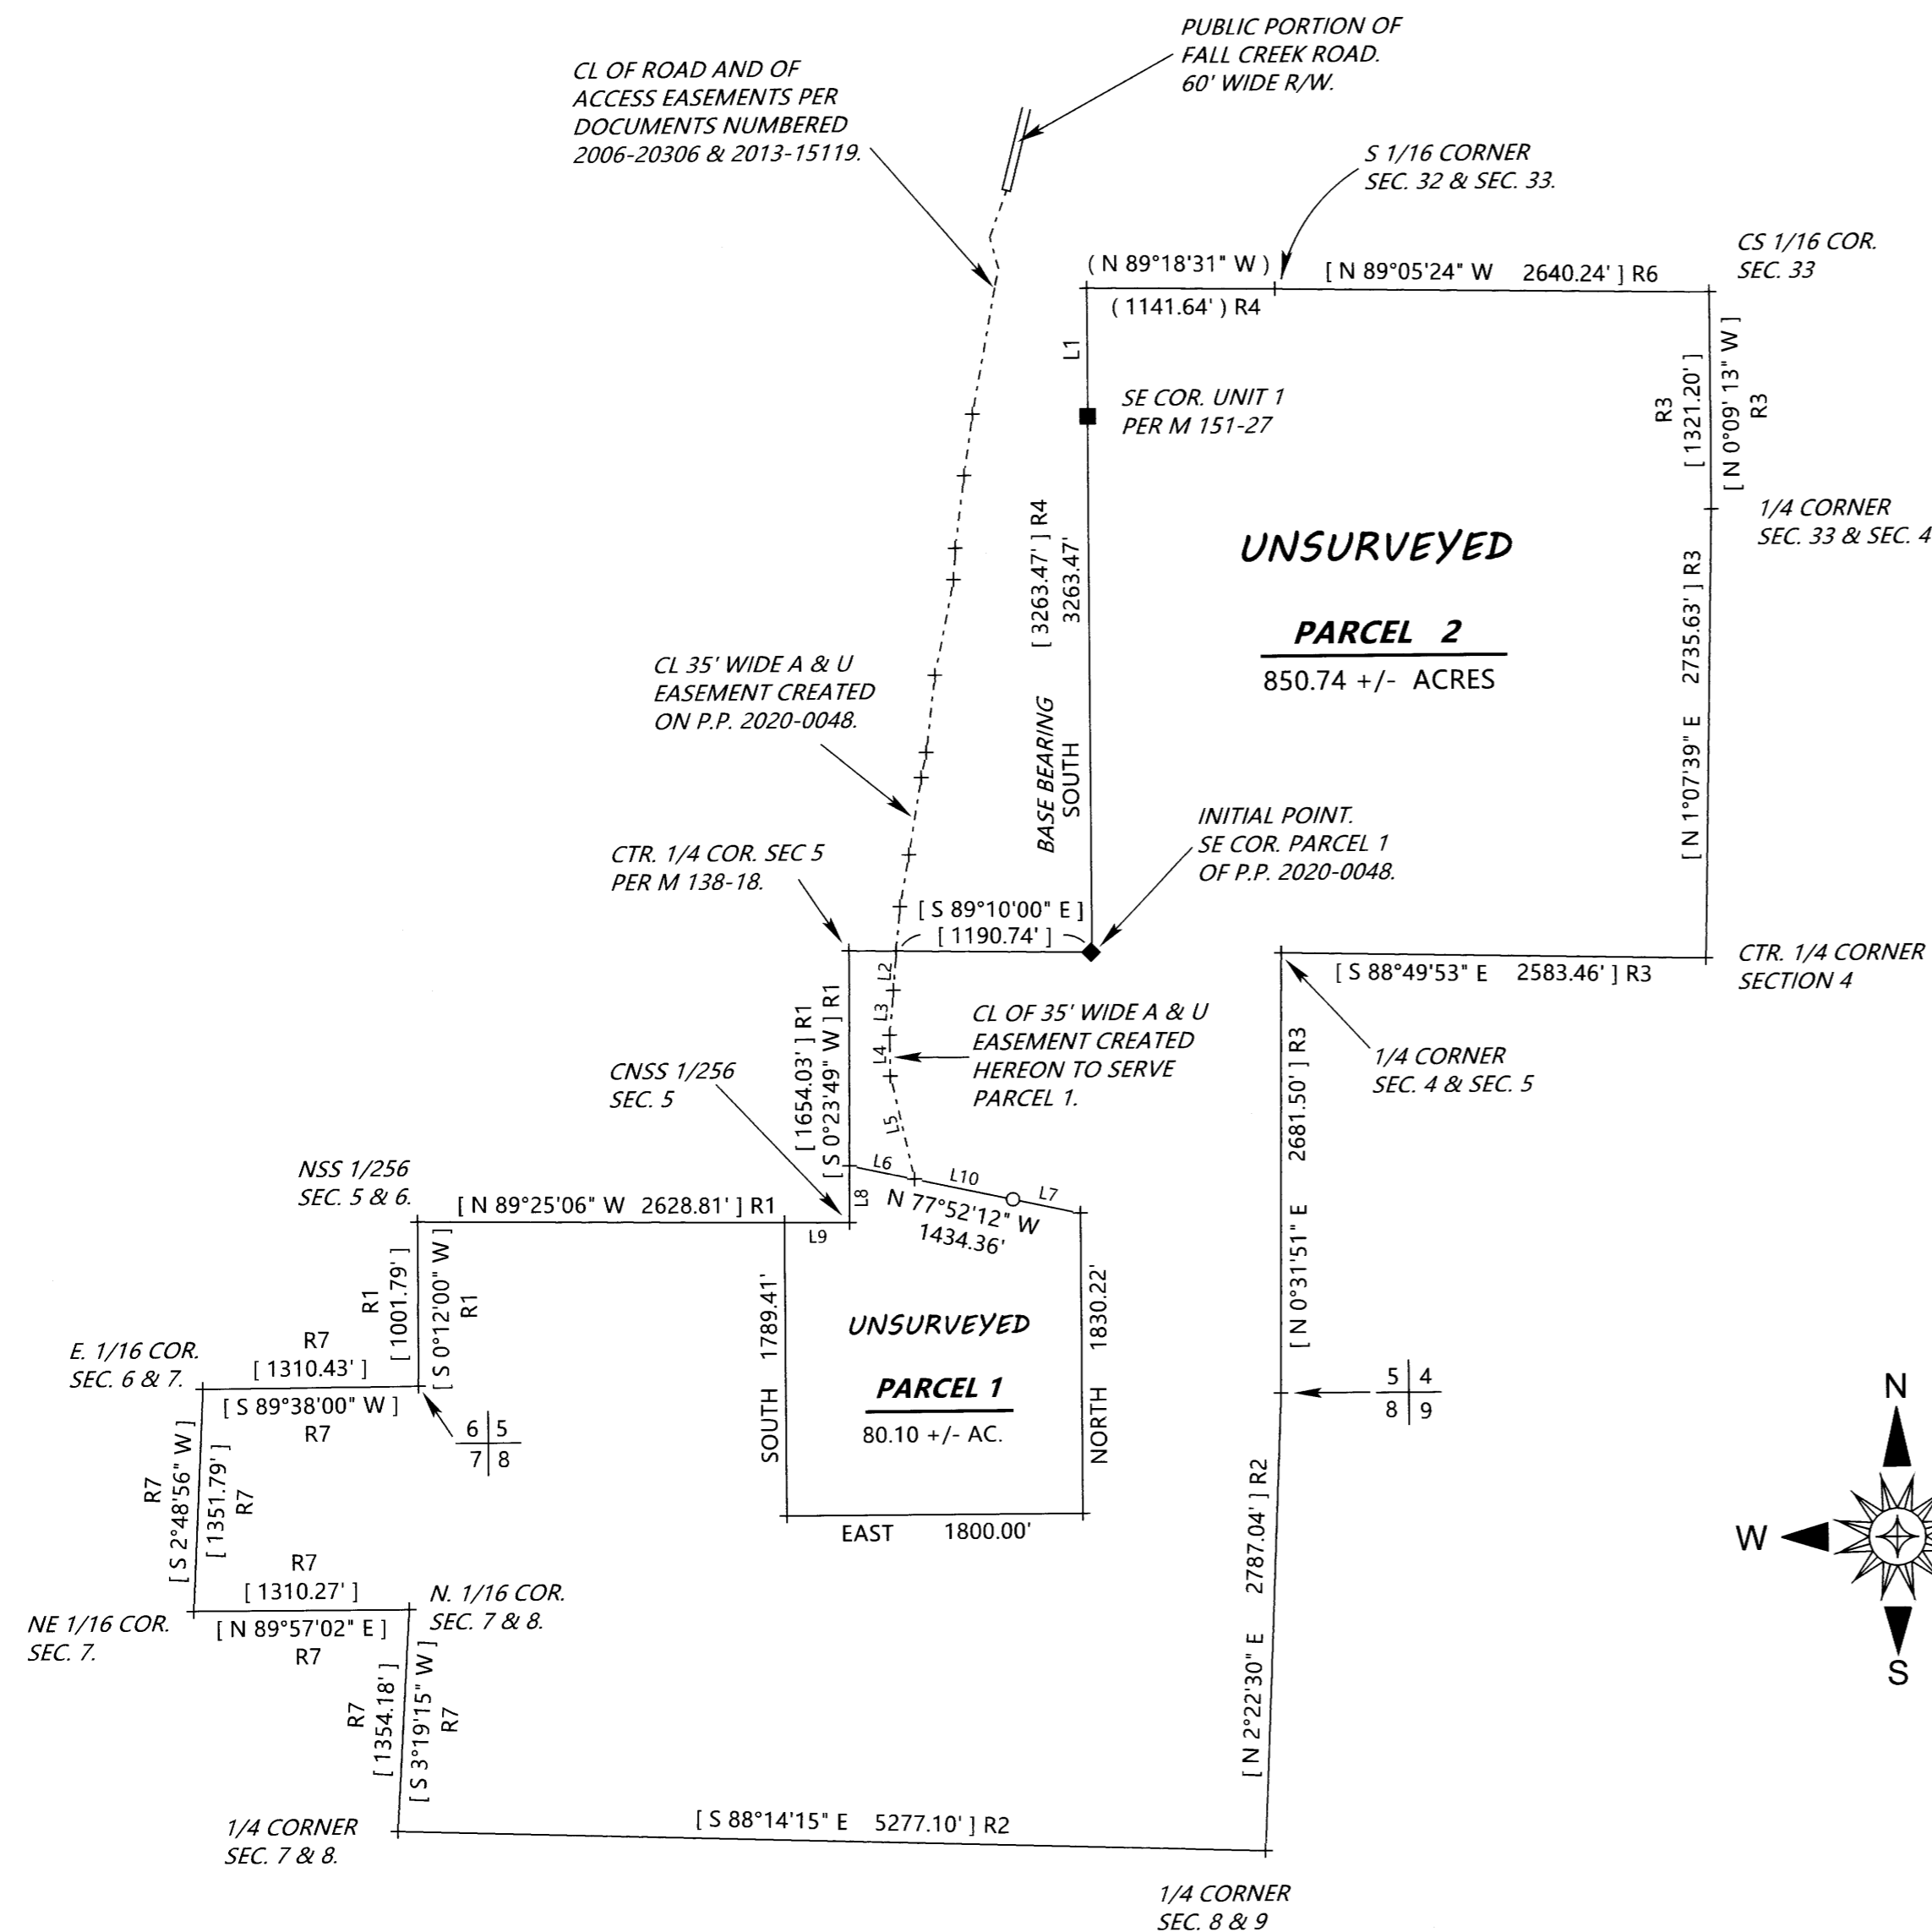 PUBLIC PORTION OF
FALL CREEK ROAD.
60' WIDE R/W.
CL OF ROAD AND OF
ACCESS EASEMENTS PER
DOCUMENTS NUMBERED
2006-20306 & 2013-15119.
S 1/16 CORNER
SEC. 32 & SEC. 33.
CS 1/16 COR.
SEC. 33
( N 89°18'31" W )
( 1141.64' ) R4
[ N 89°05'24" W 2640.24' ] R6
L1
SE COR. UNIT 1
PER M 151-27
R3
[ 1321.20' ]
[ N 0°09' 13" W ]
R3
1/4 CORNER
SEC. 33 & SEC. 4
[ 3263.47' ] R4
3263.47'
BASE BEARING
SOUTH
UNSURVEYED
PARCEL 2
850.74 +/- ACRES
[ N 1°07'39" E 2735.63' ] R3
CL 35' WIDE A & U
EASEMENT CREATED
ON P.P. 2020-0048.
INITIAL POINT.
SE COR. PARCEL 1
OF P.P. 2020-0048.
CTR. 1/4 COR. SEC 5
PER M 138-18.
[ S 89°10'00" E ]
[ 1190.74' ]
[ S 88°49'53" E 2583.46' ] R3
CTR. 1/4 CORNER
SECTION 4
L2
L3
L4
L5
[ 1654.03' ] R1
[ S 0°23'49" W ] R1
CL OF 35' WIDE A & U
EASEMENT CREATED
HEREON TO SERVE
PARCEL 1.
1/4 CORNER
SEC. 4 & SEC. 5
CNSS 1/256
SEC. 5
[ N 0°31'51" E 2681.50' ] R3
NSS 1/256
SEC. 5 & 6.
[ N 89°25'06" W 2628.81' ] R1
L6
L8
L10
L7
L9
N 77°52'12" W
1434.36'
R1
[ 1001.79' ]
[ S 0°12'00" W ]
R1
SOUTH 1789.41'
UNSURVEYED
PARCEL 1
80.10 +/- AC.
NORTH 1830.22'
EAST 1800.00'
E. 1/16 COR.
SEC. 6 & 7.
R7
[ 1310.43' ]
[ S 89°38'00" W ]
R7
6 5
7 8
5 4
8 9
R7
[ S 2°48'56" W ]
[ 1351.79' ]
R7
R7
[ 1310.27' ]
[ N 89°57'02" E ]
R7
NE 1/16 COR.
SEC. 7.
N. 1/16 COR.
SEC. 7 & 8.
R7
[ 1354.18' ]
[ S 3°19'15" W ]
R7
[ N 2°22'30" E 2787.04' ] R2
1/4 CORNER
SEC. 7 & 8.
[ S 88°14'15" E 5277.10' ] R2
1/4 CORNER
SEC. 8 & 9
N
W
S